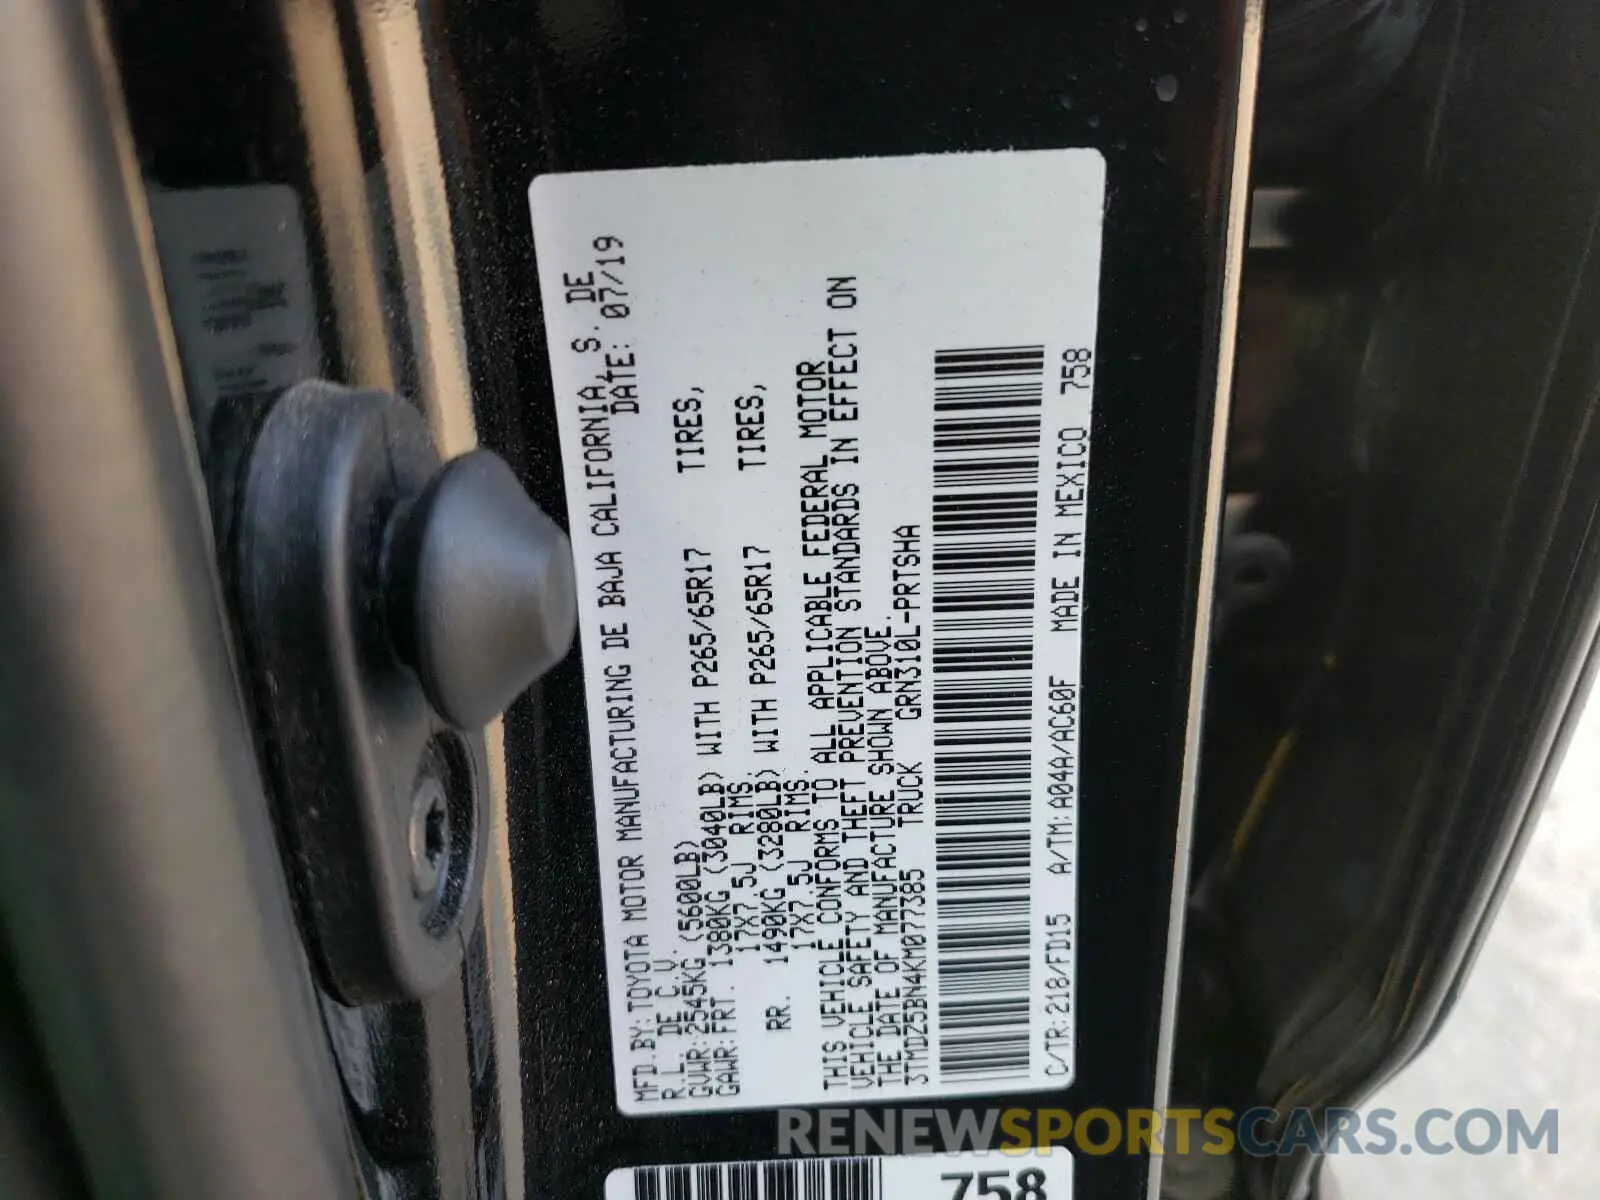 MFD.BY:TOYOTA MOTOR MANUFACTURING DE BAJA CALIFORNIA, S. DE
R.L. DE C.V. DATE: 07/19
GVWR:2545KG (5600LB)
GAWR:FRT. 1380KG (3040LB) WITH P265/65R17 TIRES,
17X7.5J RIMS.
RR. 1490KG (3280LB) WITH P265/65R17 TIRES,
17X7.5J RIMS.
THIS VEHICLE CONFORMS TO ALL APPLICABLE FEDERAL MOTOR
VEHICLE SAFETY AND THEFT PREVENTION STANDARDS IN EFFECT ON
THE DATE OF MANUFACTURE SHOWN ABOVE.
3TMDZ5BN4KM077385 TRUCK GRN310L-PRTSHA
C/TR:218/FD15 A/TM:A04A/AC60F MADE IN MEXICO 758
758
RENEWSPORTSCARS.COM